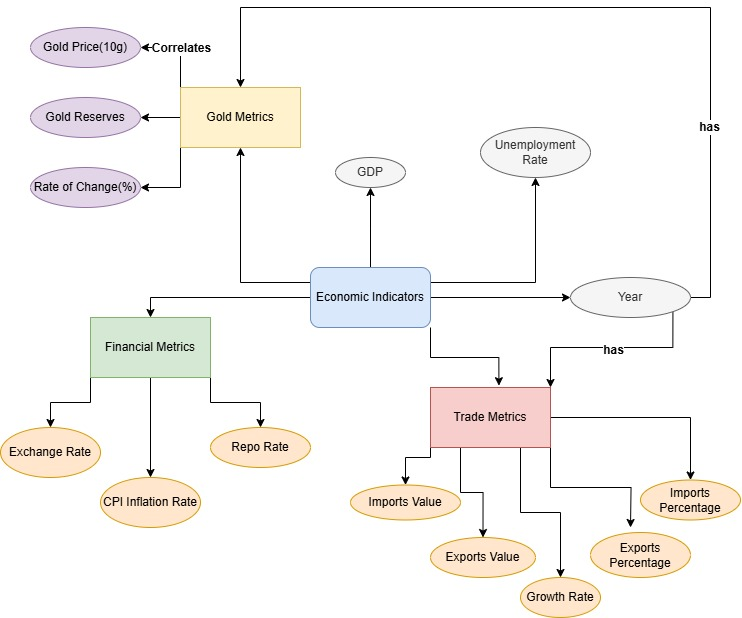 Gold Price(10g)
Correlates
Gold Reserves
Gold Metrics
has
Rate of Change(%)
GDP
Unemployment
Rate
Economic Indicators
Year
Financial Metrics
has
Exchange Rate
Repo Rate
CPI Inflation Rate
Trade Metrics
Imports Value
Exports Value
Growth Rate
Exports
Percentage
Imports
Percentage